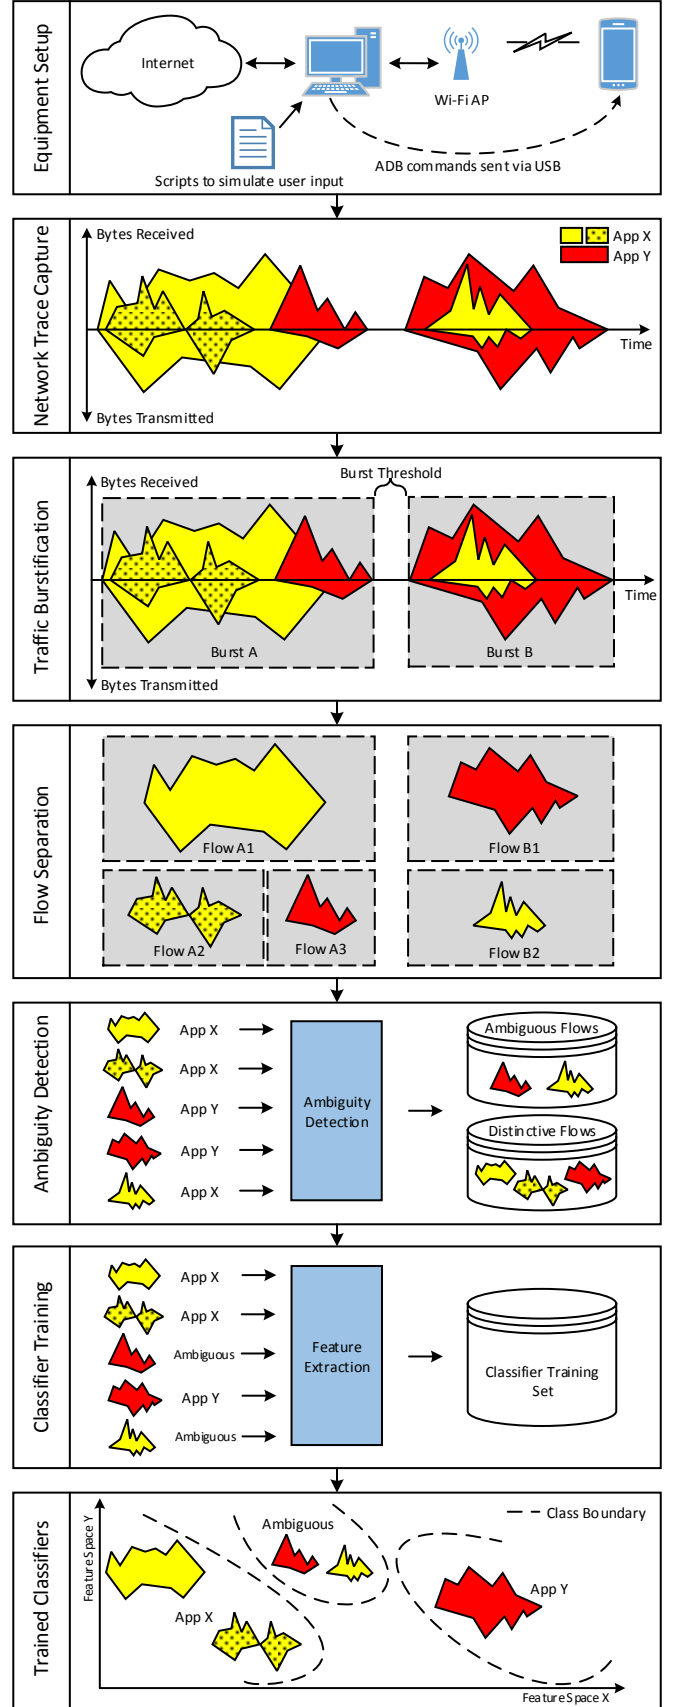 Equipment Setup
Internet
Wi-Fi AP
ADB commands sent via USB
Scripts to simulate user input
Network Trace Capture
Bytes Received
App X
App Y
Time
Bytes Transmitted
Traffic Burstification
Burst Threshold
Bytes Received
Time
Burst A
Burst B
Bytes Transmitted
Flow Separation
Flow A1
Flow B1
Flow A2
Flow A3
Flow B2
Ambiguity Detection
App X
App X
App Y
App Y
App X
Ambiguity
Detection
Ambiguous Flows
Distinctive Flows
Classifier Training
App X
App X
Ambiguous
App Y
Ambiguous
Feature
Extraction
Classifier Training
Set
Trained Classifiers
Feature Space Y
Class Boundary
Ambiguous
App Y
App X
Feature Space X